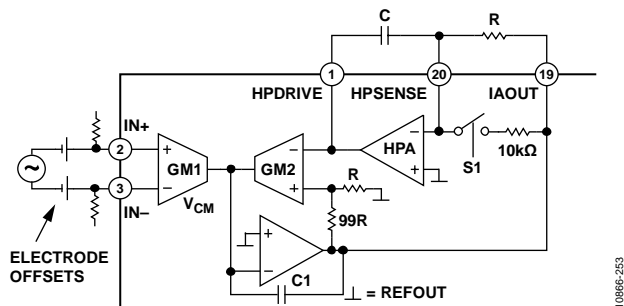 C
R
1
20
19
HPDRIVE
HPSENSE
IAOUT
IN+
2
+
GM1
−
3
IN−
V_CM
−
GM2
+
−
HPA
+
S1
10kΩ
R
99R
+
−
C1
= REFOUT
~
ELECTRODE
OFFSETS
10866-253